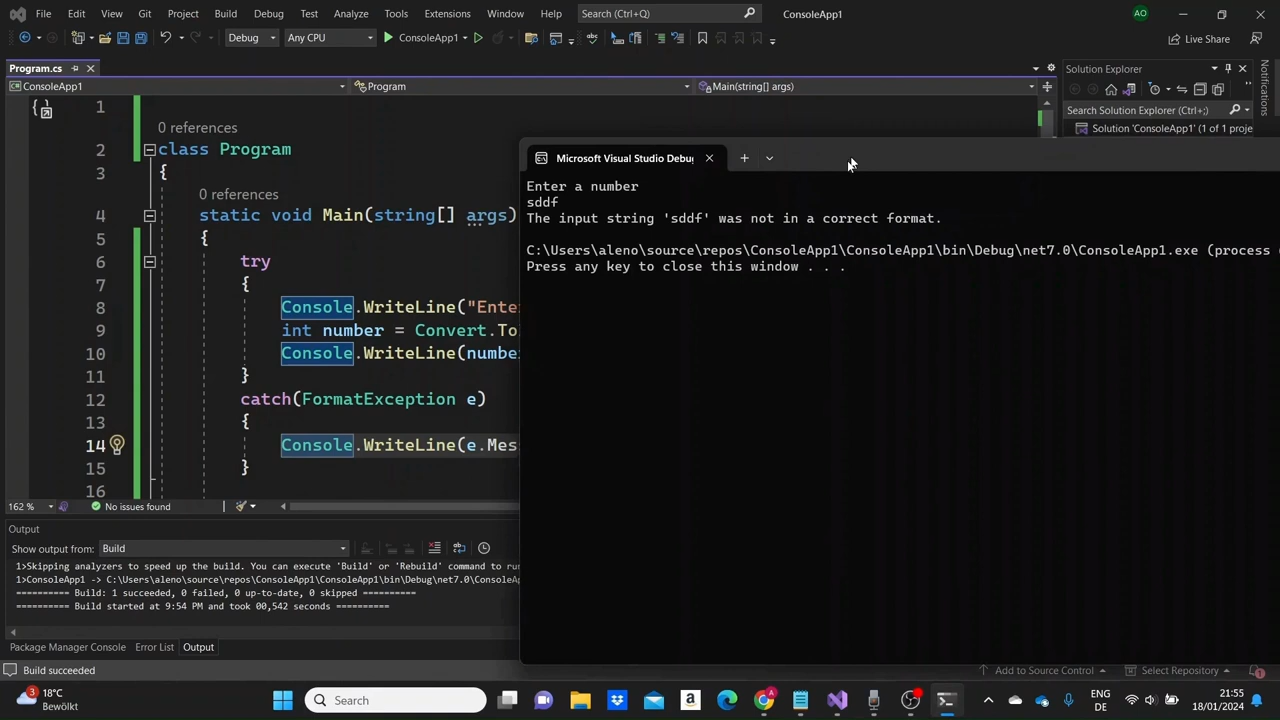 File Edit View Git Project Build Debug Test Analyze Tools Extensions Window Help Search (Ctrl+Q) ConsoleApp1 AO
Debug Any CPU ConsoleApp1 Live Share
Program.cs
ConsoleApp1 Program Main(string[] args)
Solution Explorer
Search Solution Explorer (Ctrl+;)
Solution 'ConsoleApp1' (1 of 1 proje
Notifications
1
0 references
2 class Program
3 {
0 references
4 static void Main(string[] args)
5 {
6 try
7 {
8 Console.WriteLine("Enter
9 int number = Convert.To
10 Console.WriteLine(number
11 }
12 catch(FormatException e)
13 {
14 Console.WriteLine(e.Mes
15 }
16
162 % No issues found
Microsoft Visual Studio Debug
Enter a number
sddf
The input string 'sddf' was not in a correct format.
C:\Users\aleno\source\repos\ConsoleApp1\ConsoleApp1\bin\Debug\net7.0\ConsoleApp1.exe (process
Press any key to close this window . . .
Output
Show output from: Build
1>Skipping analyzers to speed up the build. You can execute 'Build' or 'Rebuild' command to ru
1>ConsoleApp1 -> C:\Users\aleno\source\repos\ConsoleApp1\ConsoleApp1\bin\Debug\net7.0\ConsoleAp
========== Build: 1 succeeded, 0 failed, 0 up-to-date, 0 skipped ==========
========== Build started at 9:54 PM and took 00,542 seconds ==========
Package Manager Console Error List Output
Build succeeded Add to Source Control Select Repository 1
3 18°C
Bewölkt
Search
ENG
DE
21:55
18/01/2024